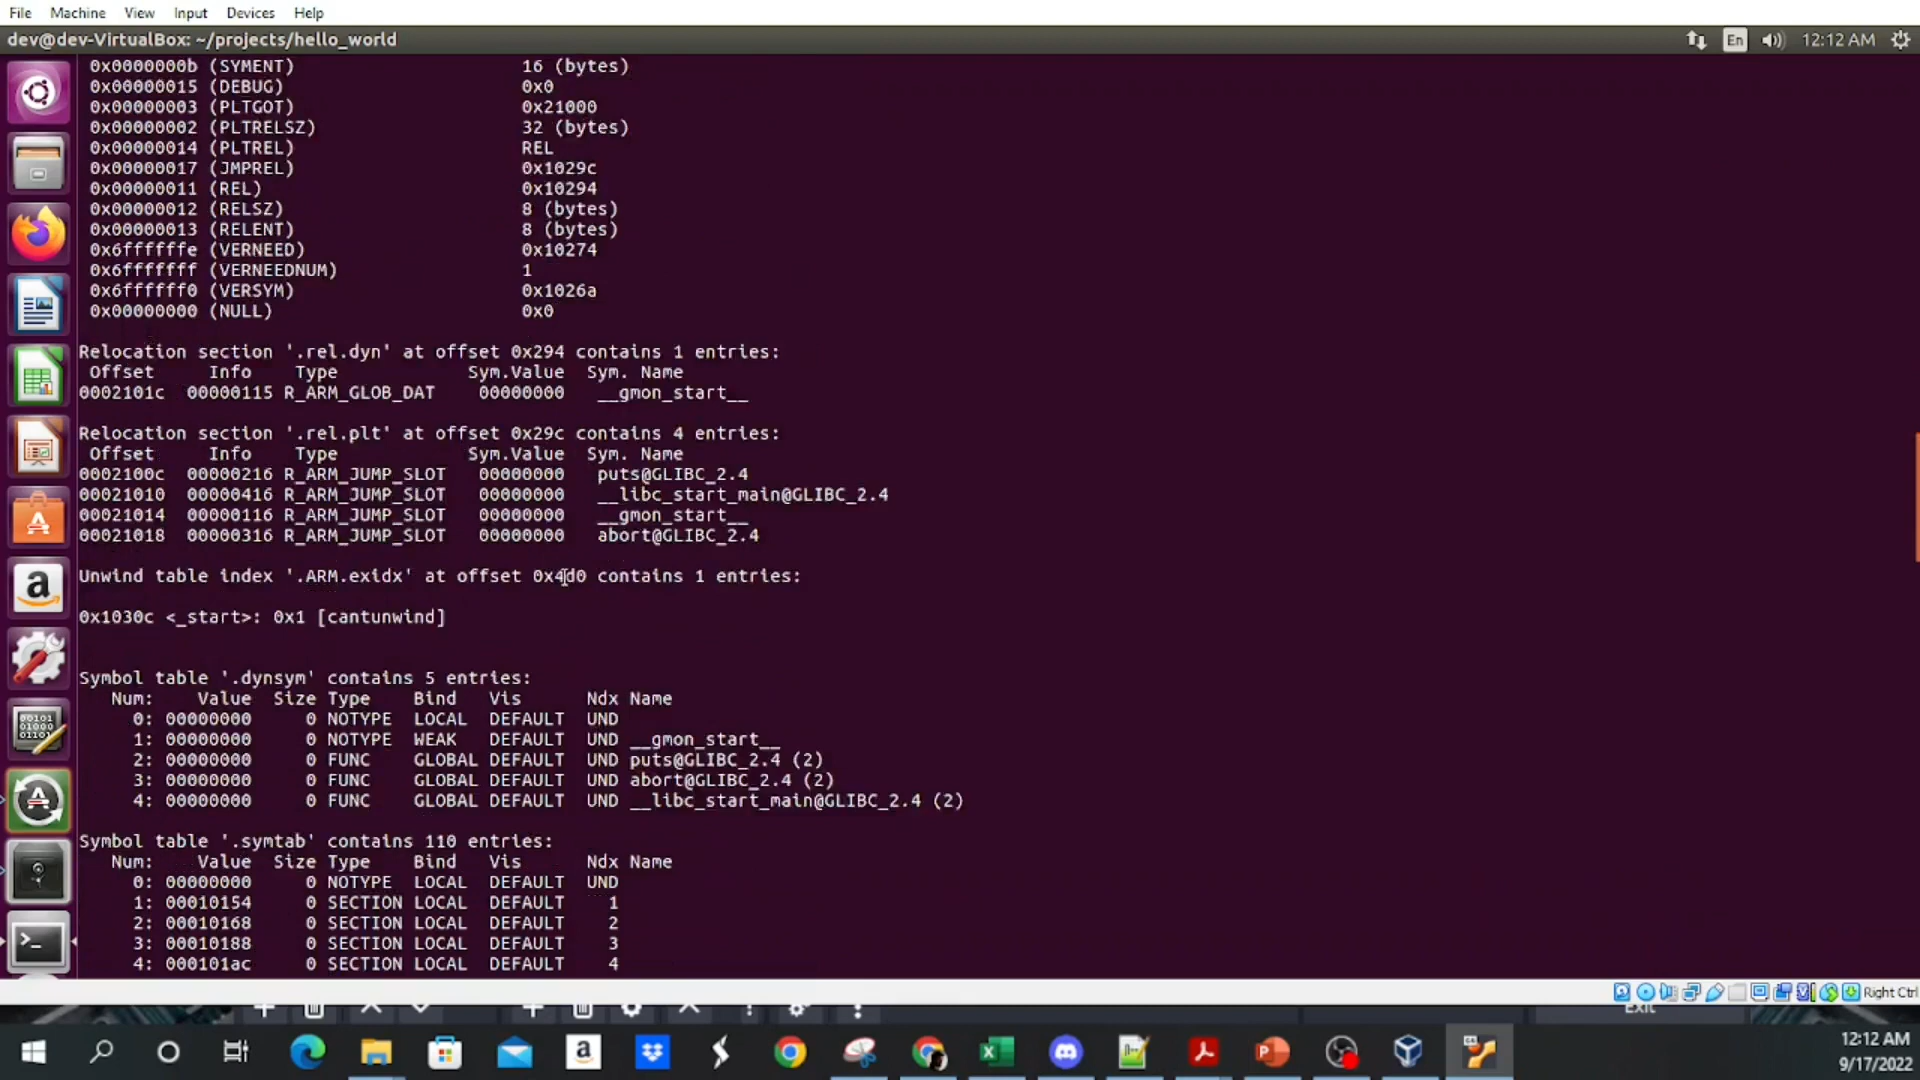 File Machine View Input Devices Help
dev@dev-VirtualBox: ~/projects/hello_world En 12:12 AM
0x0000000b (SYMENT) 16 (bytes)
0x00000015 (DEBUG) 0x0
0x00000003 (PLTGOT) 0x21000
0x00000002 (PLTRELSZ) 32 (bytes)
0x00000014 (PLTREL) REL
0x00000017 (JMPREL) 0x1029c
0x00000011 (REL) 0x10294
0x00000012 (RELSZ) 8 (bytes)
0x00000013 (RELENT) 8 (bytes)
0x6ffffffe (VERNEED) 0x10274
0x6fffffff (VERNEEDNUM) 1
0x6ffffff0 (VERSYM) 0x1026a
0x00000000 (NULL) 0x0
Relocation section '.rel.dyn' at offset 0x294 contains 1 entries:
Offset Info Type Sym.Value Sym. Name
0002101c 00000115 R_ARM_GLOB_DAT 00000000 __gmon_start__
Relocation section '.rel.plt' at offset 0x29c contains 4 entries:
Offset Info Type Sym.Value Sym. Name
0002100c 00000216 R_ARM_JUMP_SLOT 00000000 puts@GLIBC_2.4
00021010 00000416 R_ARM_JUMP_SLOT 00000000 __libc_start_main@GLIBC_2.4
00021014 00000116 R_ARM_JUMP_SLOT 00000000 __gmon_start__
00021018 00000316 R_ARM_JUMP_SLOT 00000000 abort@GLIBC_2.4
Unwind table index '.ARM.exidx' at offset 0x4d0 contains 1 entries:
0x1030c <_start>: 0x1 [cantunwind]
Symbol table '.dynsym' contains 5 entries:
Num: Value Size Type Bind Vis Ndx Name
0: 00000000 0 NOTYPE LOCAL DEFAULT UND
1: 00000000 0 NOTYPE WEAK DEFAULT UND __gmon_start__
2: 00000000 0 FUNC GLOBAL DEFAULT UND puts@GLIBC_2.4 (2)
3: 00000000 0 FUNC GLOBAL DEFAULT UND abort@GLIBC_2.4 (2)
4: 00000000 0 FUNC GLOBAL DEFAULT UND __libc_start_main@GLIBC_2.4 (2)
Symbol table '.symtab' contains 110 entries:
Num: Value Size Type Bind Vis Ndx Name
0: 00000000 0 NOTYPE LOCAL DEFAULT UND
1: 00010154 0 SECTION LOCAL DEFAULT 1
2: 00010168 0 SECTION LOCAL DEFAULT 2
3: 00010188 0 SECTION LOCAL DEFAULT 3
4: 000101ac 0 SECTION LOCAL DEFAULT 4
Right Ctrl
Exit
12:12 AM
9/17/2022